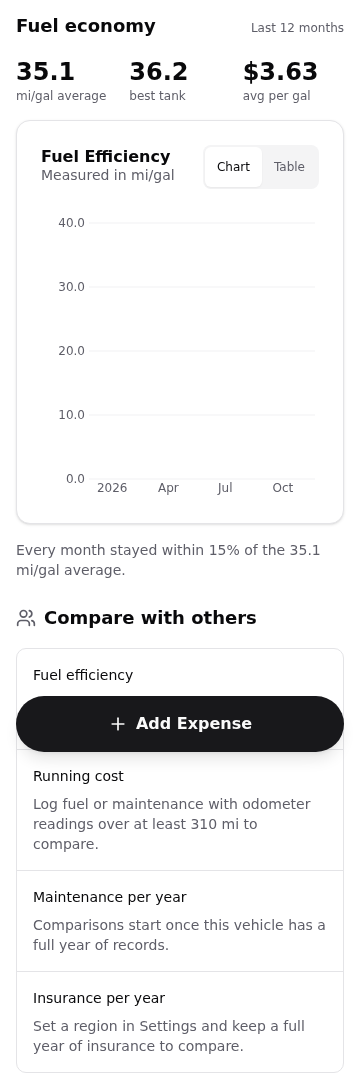 Fuel economy
Last 12 months
35.1
mi/gal average
36.2
best tank
$3.63
avg per gal
Fuel Efficiency
Measured in mi/gal
Chart
Table
40.0
30.0
20.0
10.0
0.0
2026
Apr
Jul
Oct
Every month stayed within 15% of the 35.1
mi/gal average.
Compare with others
Fuel efficiency
Add Expense
Running cost
Log fuel or maintenance with odometer
readings over at least 310 mi to
compare.
Maintenance per year
Comparisons start once this vehicle has a
full year of records.
Insurance per year
Set a region in Settings and keep a full
year of insurance to compare.